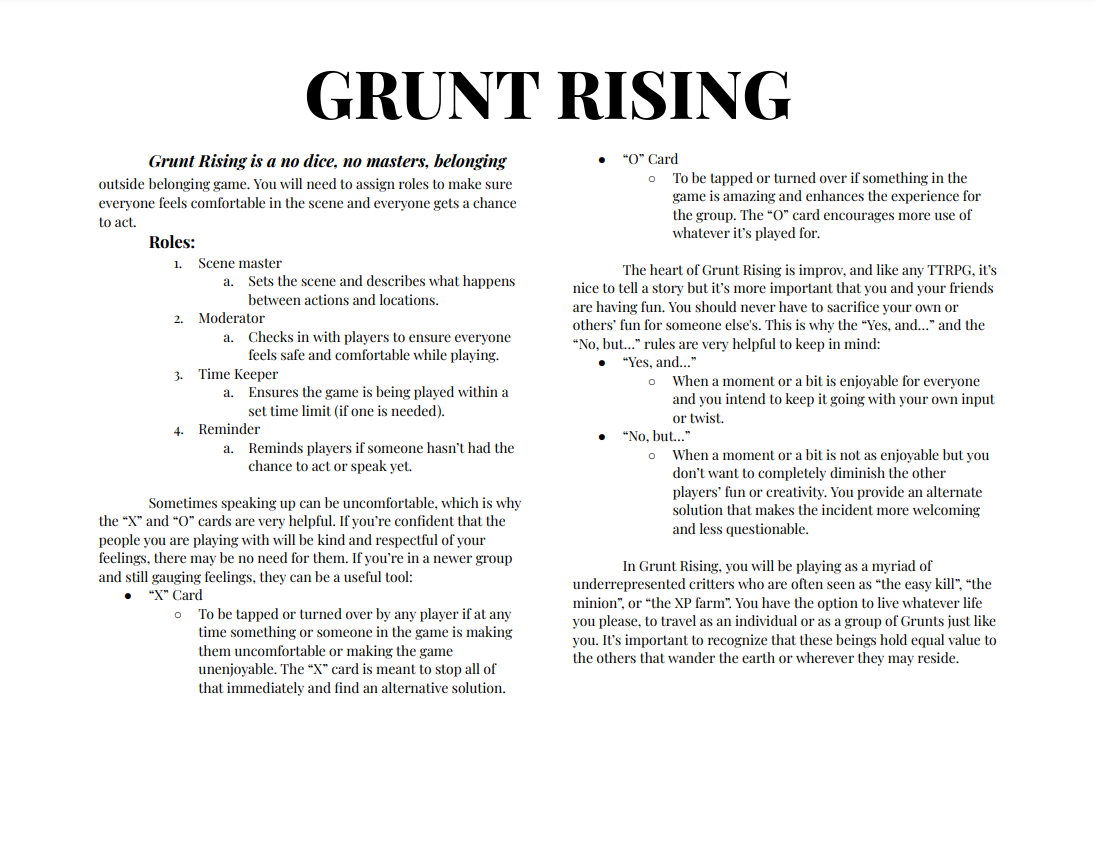 GRUNT RISING
Grunt Rising is a no dice, no masters, belonging
outside belonging game. You will need to assign roles to make sure
everyone feels comfortable in the scene and everyone gets a chance
to act.
Roles:
1. Scene master
a. Sets the scene and describes what happens
between actions and locations.
2. Moderator
a. Checks in with players to ensure everyone
feels safe and comfortable while playing.
3. Time Keeper
a. Ensures the game is being played within a
set time limit (if one is needed).
4. Reminder
a. Reminds players if someone hasn’t had the
chance to act or speak yet.
Sometimes speaking up can be uncomfortable, which is why
the “X” and “O” cards are very helpful. If you’re confident that the
people you are playing with will be kind and respectful of your
feelings, there may be no need for them. If you’re in a newer group
and still gauging feelings, they can be a useful tool:
● “X” Card
○ To be tapped or turned over by any player if at any
time something or someone in the game is making
them uncomfortable or making the game
unenjoyable. The “X” card is meant to stop all of
that immediately and find an alternative solution.
● “O” Card
○ To be tapped or turned over if something in the
game is amazing and enhances the experience for
the group. The “O” card encourages more use of
whatever it’s played for.
The heart of Grunt Rising is improv, and like any TTRPG, it’s
nice to tell a story but it’s more important that you and your friends
are having fun. You should never have to sacrifice your own or
others’ fun for someone else's. This is why the “Yes, and…” and the
“No, but…” rules are very helpful to keep in mind:
● “Yes, and…”
○ When a moment or a bit is enjoyable for everyone
and you intend to keep it going with your own input
or twist.
● “No, but…”
○ When a moment or a bit is not as enjoyable but you
don’t want to completely diminish the other
players’ fun or creativity. You provide an alternate
solution that makes the incident more welcoming
and less questionable.
In Grunt Rising, you will be playing as a myriad of
underrepresented critters who are often seen as “the easy kill”, “the
minion”, or “the XP farm”. You have the option to live whatever life
you please, to travel as an individual or as a group of Grunts just like
you. It’s important to recognize that these beings hold equal value to
the others that wander the earth or wherever they may reside.